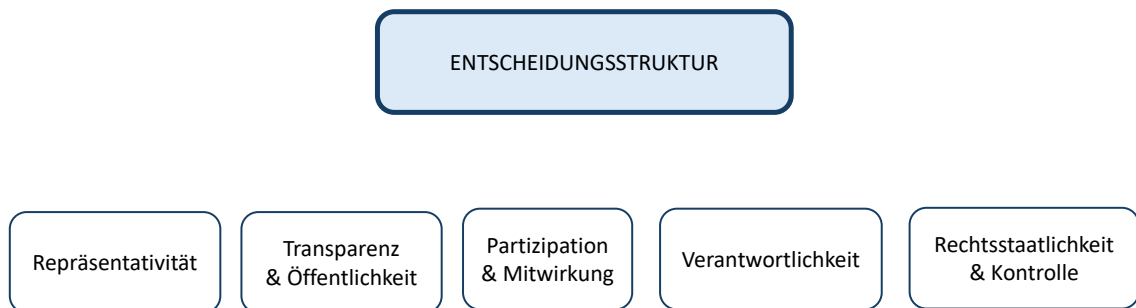 ENTSCHEIDUNGSSTRUKTUR
Repräsentativität
Transparenz
& Öffentlichkeit
Partizipation
& Mitwirkung
Verantwortlichkeit
Rechtsstaatlichkeit
& Kontrolle